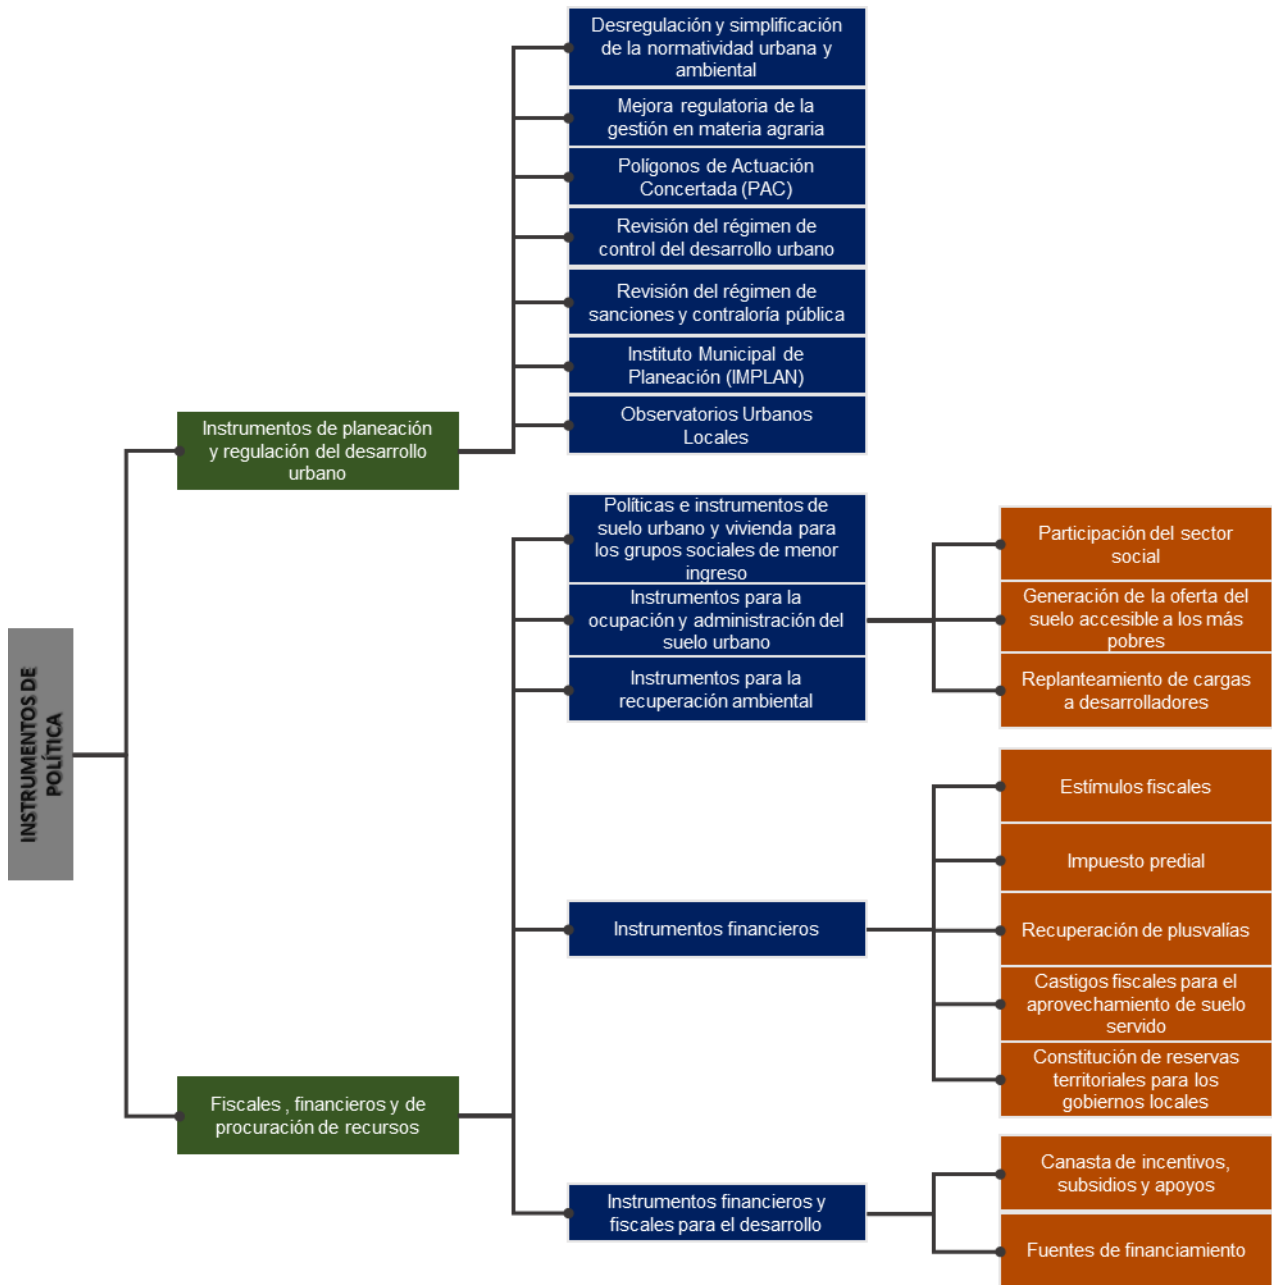 INSTRUMENTOS DE
POLÍTICA
Instrumentos de planeación
y regulación del desarrollo
urbano
Desregulación y simplificación
de la normatividad urbana y
ambiental
Mejora regulatoria de la
gestión en materia agraria
Polígonos de Actuación
Concertada (PAC)
Revisión del régimen de
control del desarrollo urbano
Revisión del régimen de
sanciones y contraloría pública
Instituto Municipal de
Planeación (IMPLAN)
Observatorios Urbanos
Locales
Fiscales , financieros y de
procuración de recursos
Políticas e instrumentos de
suelo urbano y vivienda para
los grupos sociales de menor
ingreso
Instrumentos para la
ocupación y administración del
suelo urbano
Participación del sector
social
Generación de la oferta del
suelo accesible a los más
pobres
Replanteamiento de cargas
a desarrolladores
Instrumentos para la
recuperación ambiental
Instrumentos financieros
Estímulos fiscales
Impuesto predial
Recuperación de plusvalías
Castigos fiscales para el
aprovechamiento de suelo
servido
Constitución de reservas
territoriales para los
gobiernos locales
Instrumentos financieros y
fiscales para el desarrollo
Canasta de incentivos,
subsidios y apoyos
Fuentes de financiamiento